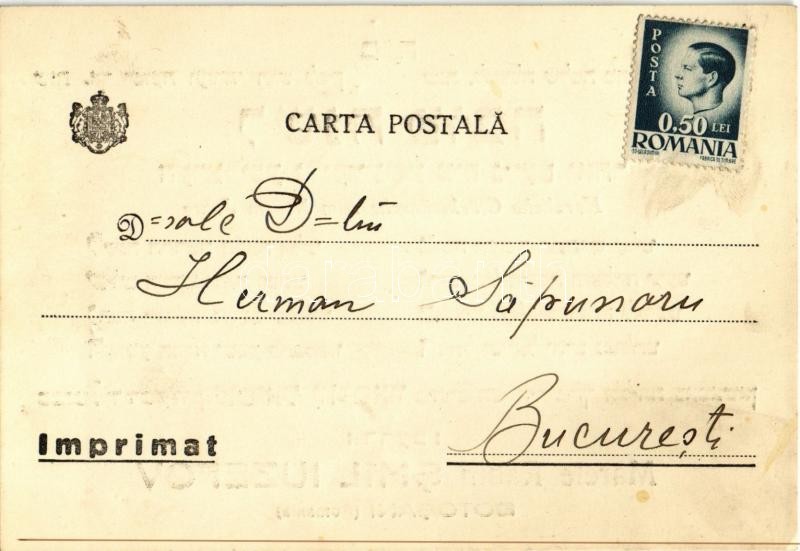 POSTA
0.50 LEI
ROMANIA
CARTA POSTALĂ
D=sale D=lui
Herman Săpunaru
București
Imprimat